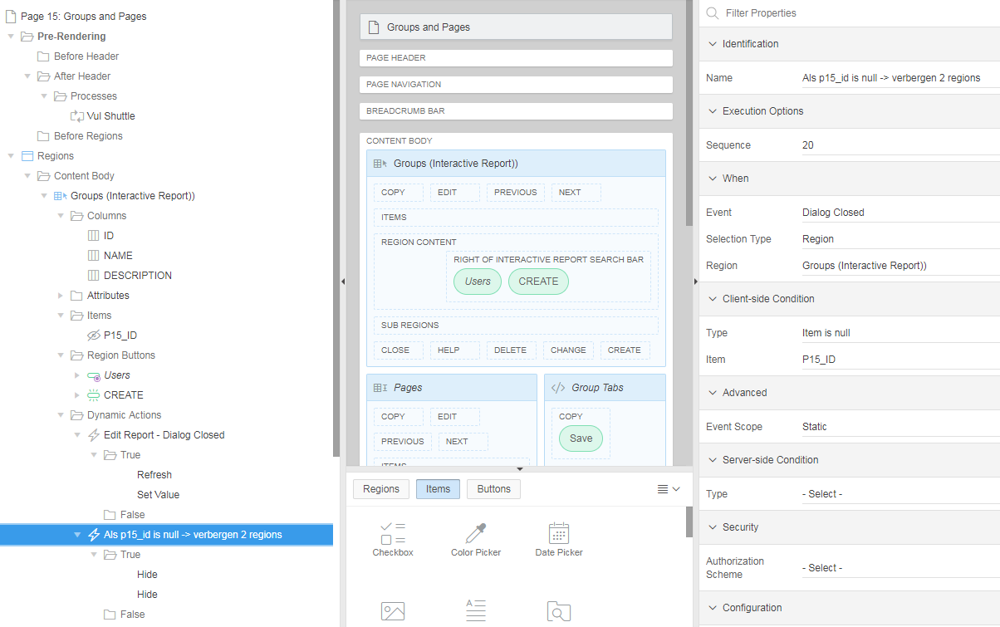 Page 15: Groups and Pages
Pre-Rendering
Before Header
After Header
Processes
Vul Shuttle
Before Regions
Regions
Content Body
Groups (Interactive Report))
Columns
ID
NAME
DESCRIPTION
Attributes
Items
P15_ID
Region Buttons
Users
CREATE
Dynamic Actions
Edit Report - Dialog Closed
True
Refresh
Set Value
False
Als p15_id is null -> verbergen 2 regions
True
Hide
Hide
False
Groups and Pages
PAGE HEADER
PAGE NAVIGATION
BREADCRUMB BAR
CONTENT BODY
Groups (Interactive Report))
COPY EDIT PREVIOUS NEXT
ITEMS
REGION CONTENT
RIGHT OF INTERACTIVE REPORT SEARCH BAR
Users CREATE
SUB REGIONS
CLOSE HELP DELETE CHANGE CREATE
Pages
COPY EDIT
PREVIOUS NEXT
ITEMS
Group Tabs
COPY
Save
Regions Items Buttons
Checkbox Color Picker Date Picker
Filter Properties
Identification
Name Als p15_id is null -> verbergen 2 regions
Execution Options
Sequence 20
When
Event Dialog Closed
Selection Type Region
Region Groups (Interactive Report))
Client-side Condition
Type Item is null
Item P15_ID
Advanced
Event Scope Static
Server-side Condition
Type - Select -
Security
Authorization
Scheme - Select -
Configuration